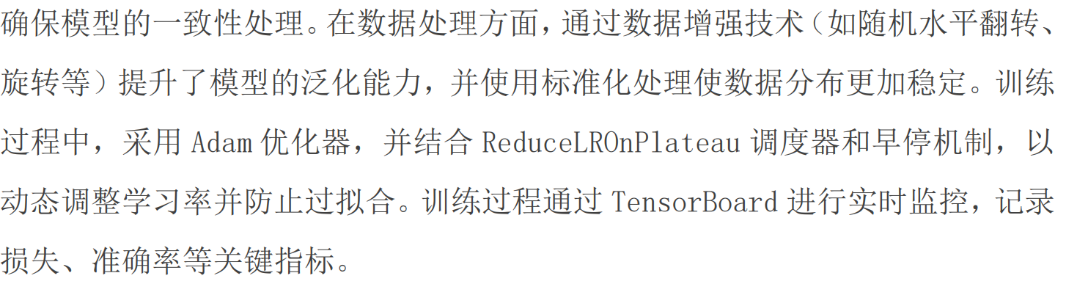 确保模型的一致性处理。在数据处理方面，通过数据增强技术（如随机水平翻转、
旋转等）提升了模型的泛化能力，并使用标准化处理使数据分布更加稳定。训练
过程中，采用 Adam 优化器，并结合 ReduceLROnPlateau 调度器和早停机制，以
动态调整学习率并防止过拟合。训练过程通过 TensorBoard 进行实时监控，记录
损失、准确率等关键指标。